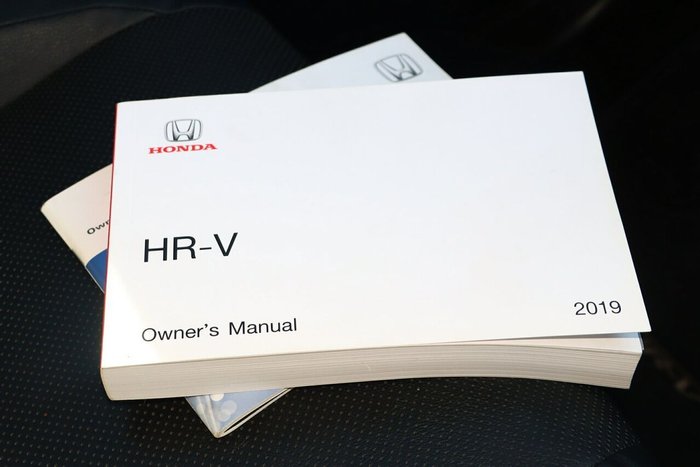 HONDA
HR-V
Owner's Manual
2019